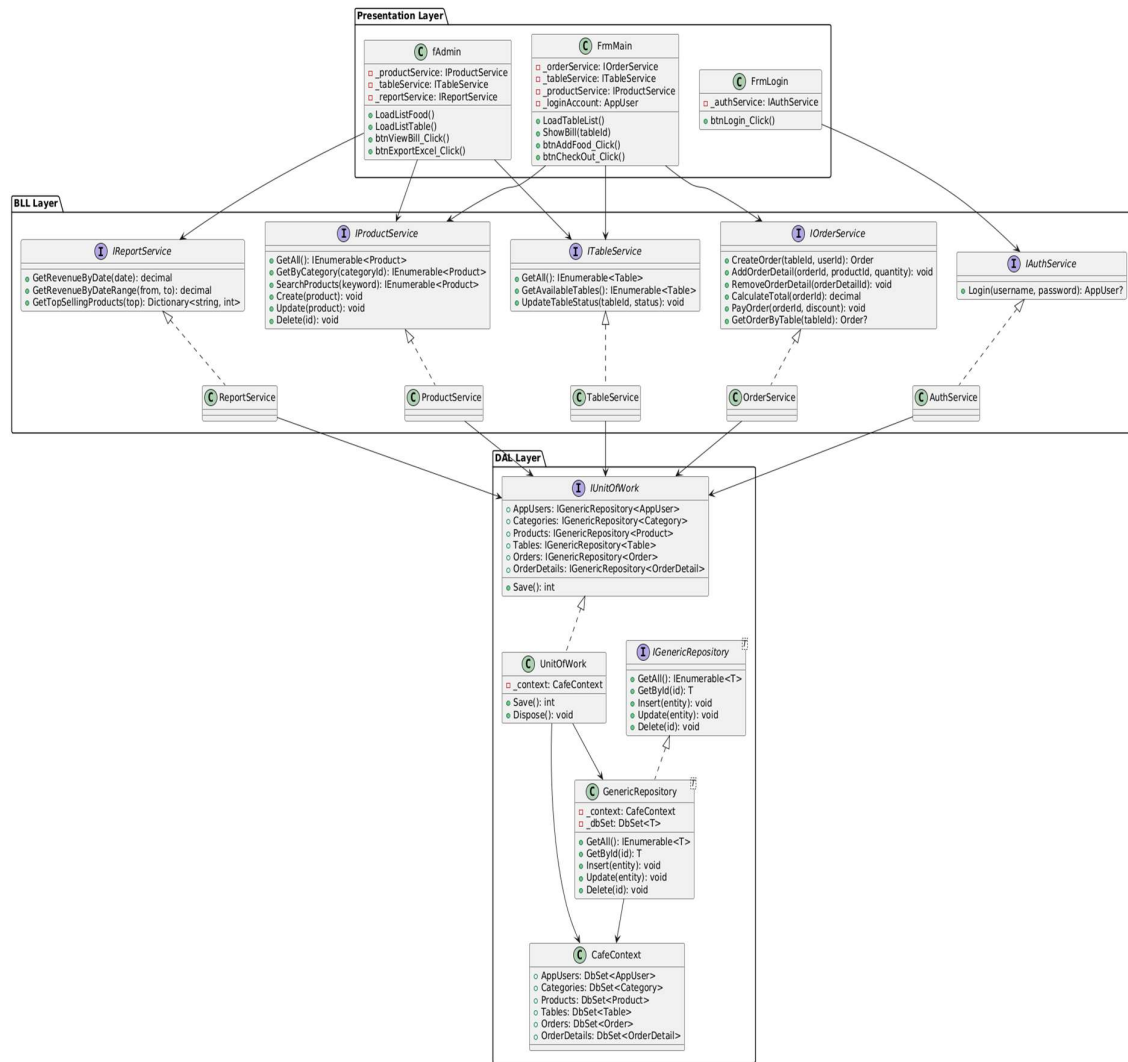 Presentation Layer
C fAdmin
_productService: IProductService
_tableService: ITableService
_reportService: IReportService
LoadListFood()
LoadListTable()
btnViewBill_Click()
btnExportExcel_Click()
C FrmMain
_orderService: IOrderService
_tableService: ITableService
_productService: IProductService
_loginAccount: AppUser
LoadTableList()
ShowBill(tableId)
btnAddFood_Click()
btnCheckOut_Click()
C FrmLogin
_authService: IAuthService
btnLogin_Click()
BLL Layer
I IReportService
GetRevenueByDate(date): decimal
GetRevenueByDateRange(from, to): decimal
GetTopSellingProducts(top): Dictionary<string, int>
I IProductService
GetAll(): IEnumerable<Product>
GetByCategory(categoryId): IEnumerable<Product>
SearchProducts(keyword): IEnumerable<Product>
Create(product): void
Update(product): void
Delete(id): void
I ITableService
GetAll(): IEnumerable<Table>
GetAvailableTables(): IEnumerable<Table>
UpdateTableStatus(tableId, status): void
I IOrderService
CreateOrder(tableId, userId): Order
AddOrderDetail(orderId, productId, quantity): void
RemoveOrderDetail(orderDetailId): void
CalculateTotal(orderId): decimal
PayOrder(orderId, discount): void
GetOrderByTable(tableId): Order?
I IAuthService
Login(username, password): AppUser?
C ReportService
C ProductService
C TableService
C OrderService
C AuthService
DAL Layer
I IUnitOfWork
AppUsers: IGenericRepository<AppUser>
Categories: IGenericRepository<Category>
Products: IGenericRepository<Product>
Tables: IGenericRepository<Table>
Orders: IGenericRepository<Order>
OrderDetails: IGenericRepository<OrderDetail>
Save(): int
C UnitOfWork
_context: CafeContext
Save(): int
Dispose(): void
I IGenericRepository T
GetAll(): IEnumerable<T>
GetById(id): T
Insert(entity): void
Update(entity): void
Delete(id): void
C GenericRepository T
_context: CafeContext
_dbSet: DbSet<T>
GetAll(): IEnumerable<T>
GetById(id): T
Insert(entity): void
Update(entity): void
Delete(id): void
C CafeContext
AppUsers: DbSet<AppUser>
Categories: DbSet<Category>
Products: DbSet<Product>
Tables: DbSet<Table>
Orders: DbSet<Order>
OrderDetails: DbSet<OrderDetail>